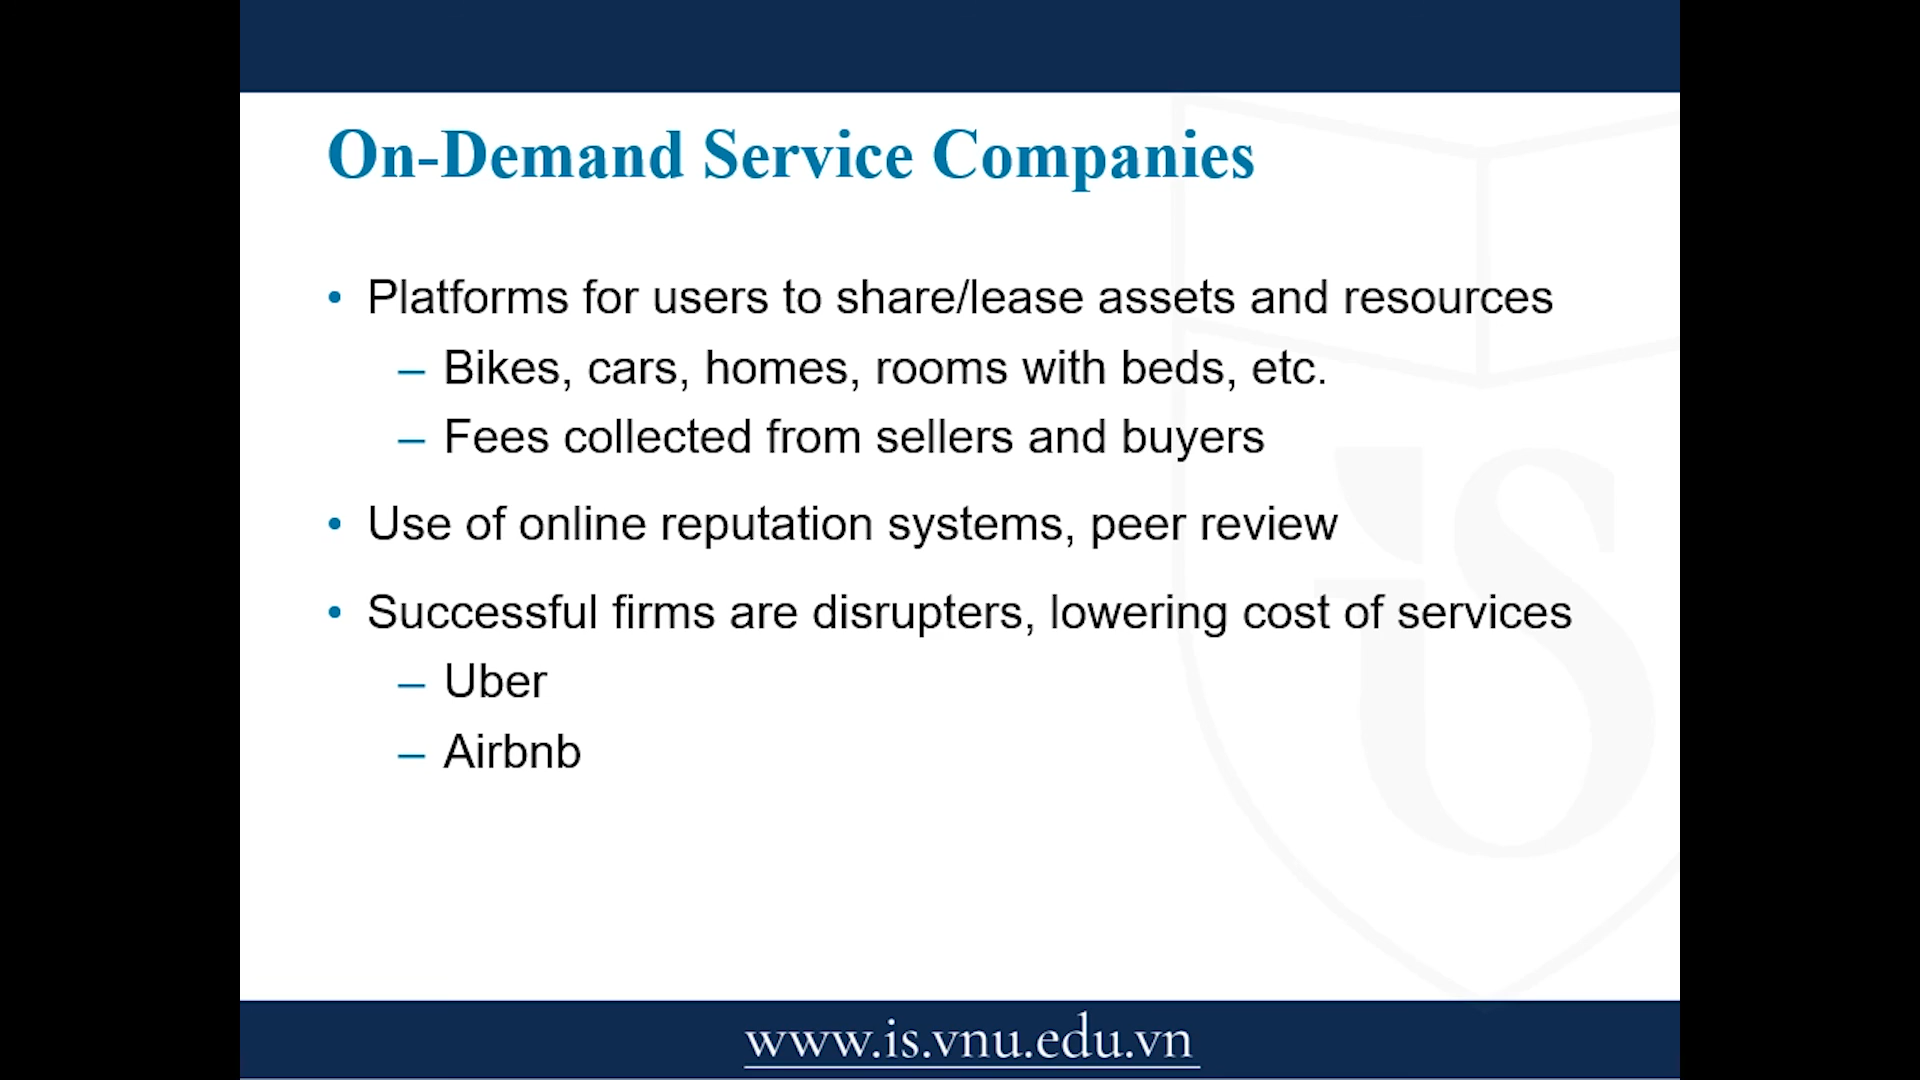 On-Demand Service Companies
• Platforms for users to share/lease assets and resources
– Bikes, cars, homes, rooms with beds, etc.
– Fees collected from sellers and buyers
• Use of online reputation systems, peer review
• Successful firms are disrupters, lowering cost of services
– Uber
– Airbnb
iS
www.is.vnu.edu.vn